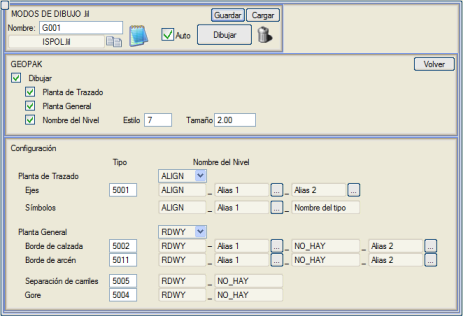 MODOS DE DIBUJO .lil
Guardar Cargar
Nombre: G001
ISPOL.lil
Auto
Dibujar
GEOPAK
Volver
Dibujar
Planta de Trazado
Planta General
Nombre del Nivel Estilo 7 Tamaño 2.00
Configuración
Tipo Nombre del Nivel
Planta de Trazado ALIGN
Ejes 5001 ALIGN _ Alias 1 ... _ Alias 2 ...
Símbolos ALIGN _ Alias 1 ... _ Nombre del tipo
Planta General RDWY
Borde de calzada 5002 RDWY _ Alias 1 ... _ NO_HAY _ Alias 2 ...
Borde de arcén 5011 RDWY _ Alias 1 ... _ NO_HAY _ Alias 2 ...
Separación de carriles 5005 RDWY _ NO_HAY
Gore 5004 RDWY _ NO_HAY